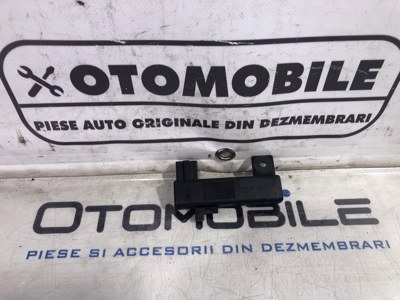 OTOMOBILE
PIESE AUTO ORIGINALE DIN DEZMEMBRARI
OTOMOBILE
PIESE SI ACCESORII DIN DEZMEMBRARI